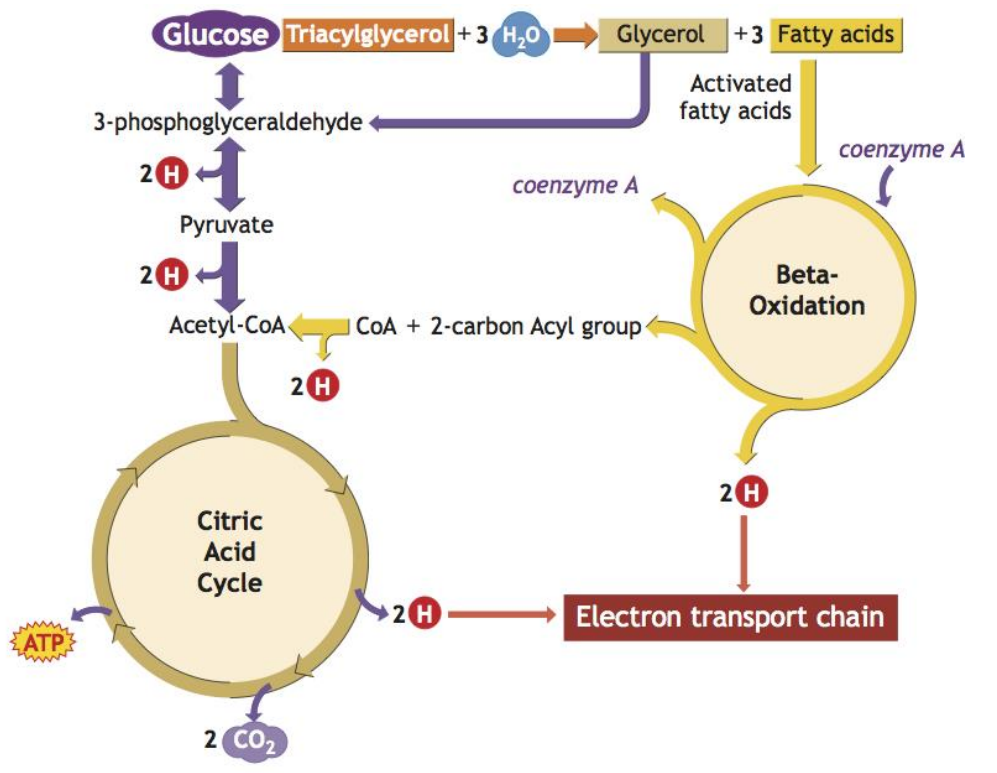 Glucose Triacylglycerol + 3 H₂O Glycerol + 3 Fatty acids
Activated
fatty acids
3-phosphoglyceraldehyde
coenzyme A
2 H
coenzyme A
Pyruvate
2 H
Beta-
Oxidation
Acetyl-CoA
CoA + 2-carbon Acyl group
2 H
2 H
Citric
Acid
Cycle
2 H
Electron transport chain
ATP
2 CO₂